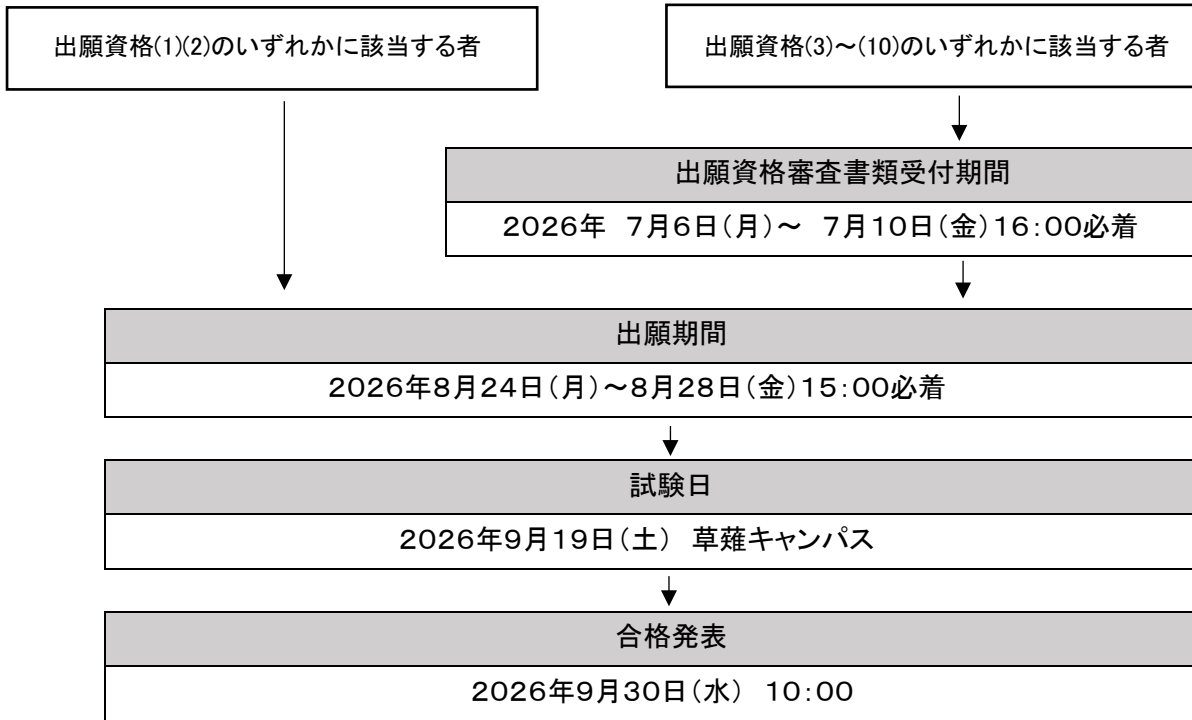 出願資格(1)(2)のいずれかに該当する者
出願資格(3)～(10)のいずれかに該当する者
出願資格審査書類受付期間
2026年 7月6日(月)～ 7月10日(金)16:00必着
出願期間
2026年8月24日(月)～8月28日(金)15:00必着
試験日
2026年9月19日(土) 草薙キャンパス
合格発表
2026年9月30日(水) 10:00